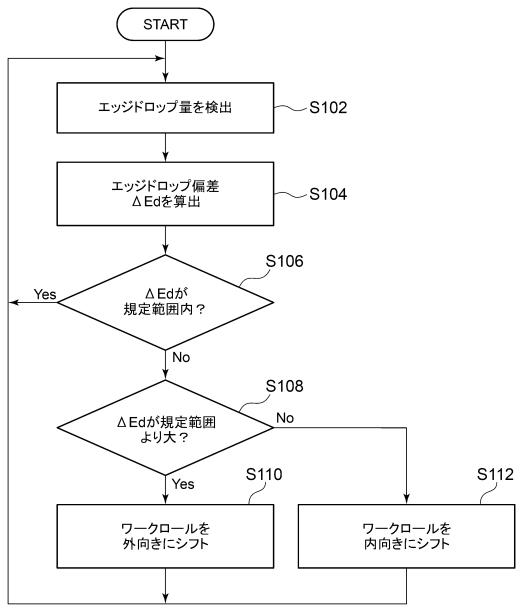 START
エッジドロップ量を検出
S102
エッジドロップ偏差
ΔEdを算出
S104
S106
ΔEdが
規定範囲内?
Yes
No
S108
ΔEdが規定範囲
より大?
No
Yes
S110
ワークロールを
外向きにシフト
S112
ワークロールを
内向きにシフト